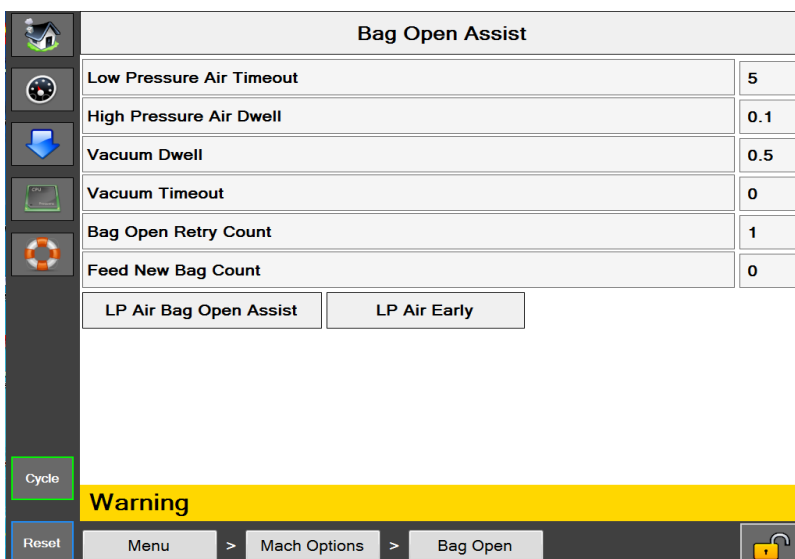 Bag Open Assist
Low Pressure Air Timeout 5
High Pressure Air Dwell 0.1
Vacuum Dwell 0.5
Vacuum Timeout 0
Bag Open Retry Count 1
Feed New Bag Count 0
LP Air Bag Open Assist LP Air Early
Cycle
Warning
Reset Menu > Mach Options > Bag Open